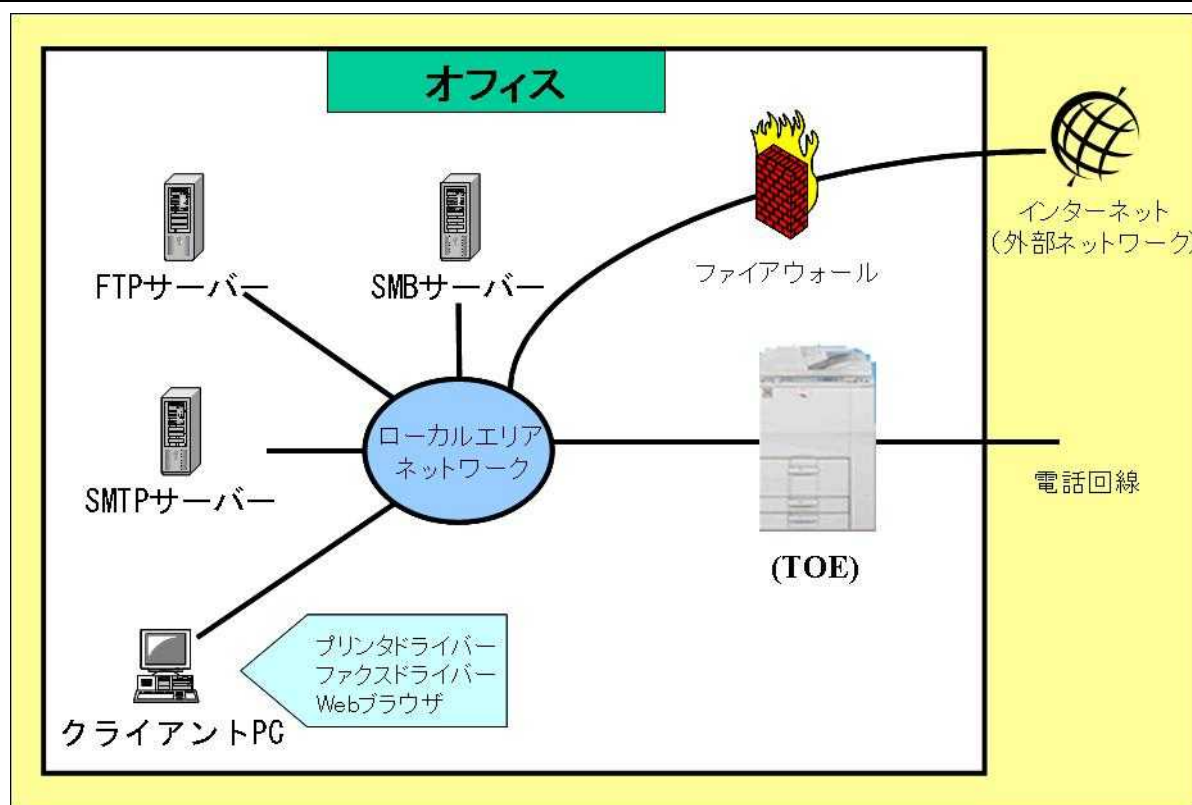 オフィス
インターネット
(外部ネットワーク)
ファイアウォール
FTPサーバー
SMBサーバー
ローカルエリア
ネットワーク
SMTPサーバー
電話回線
(TOE)
プリンタドライバー
ファクスドライバー
Webブラウザ
クライアントPC